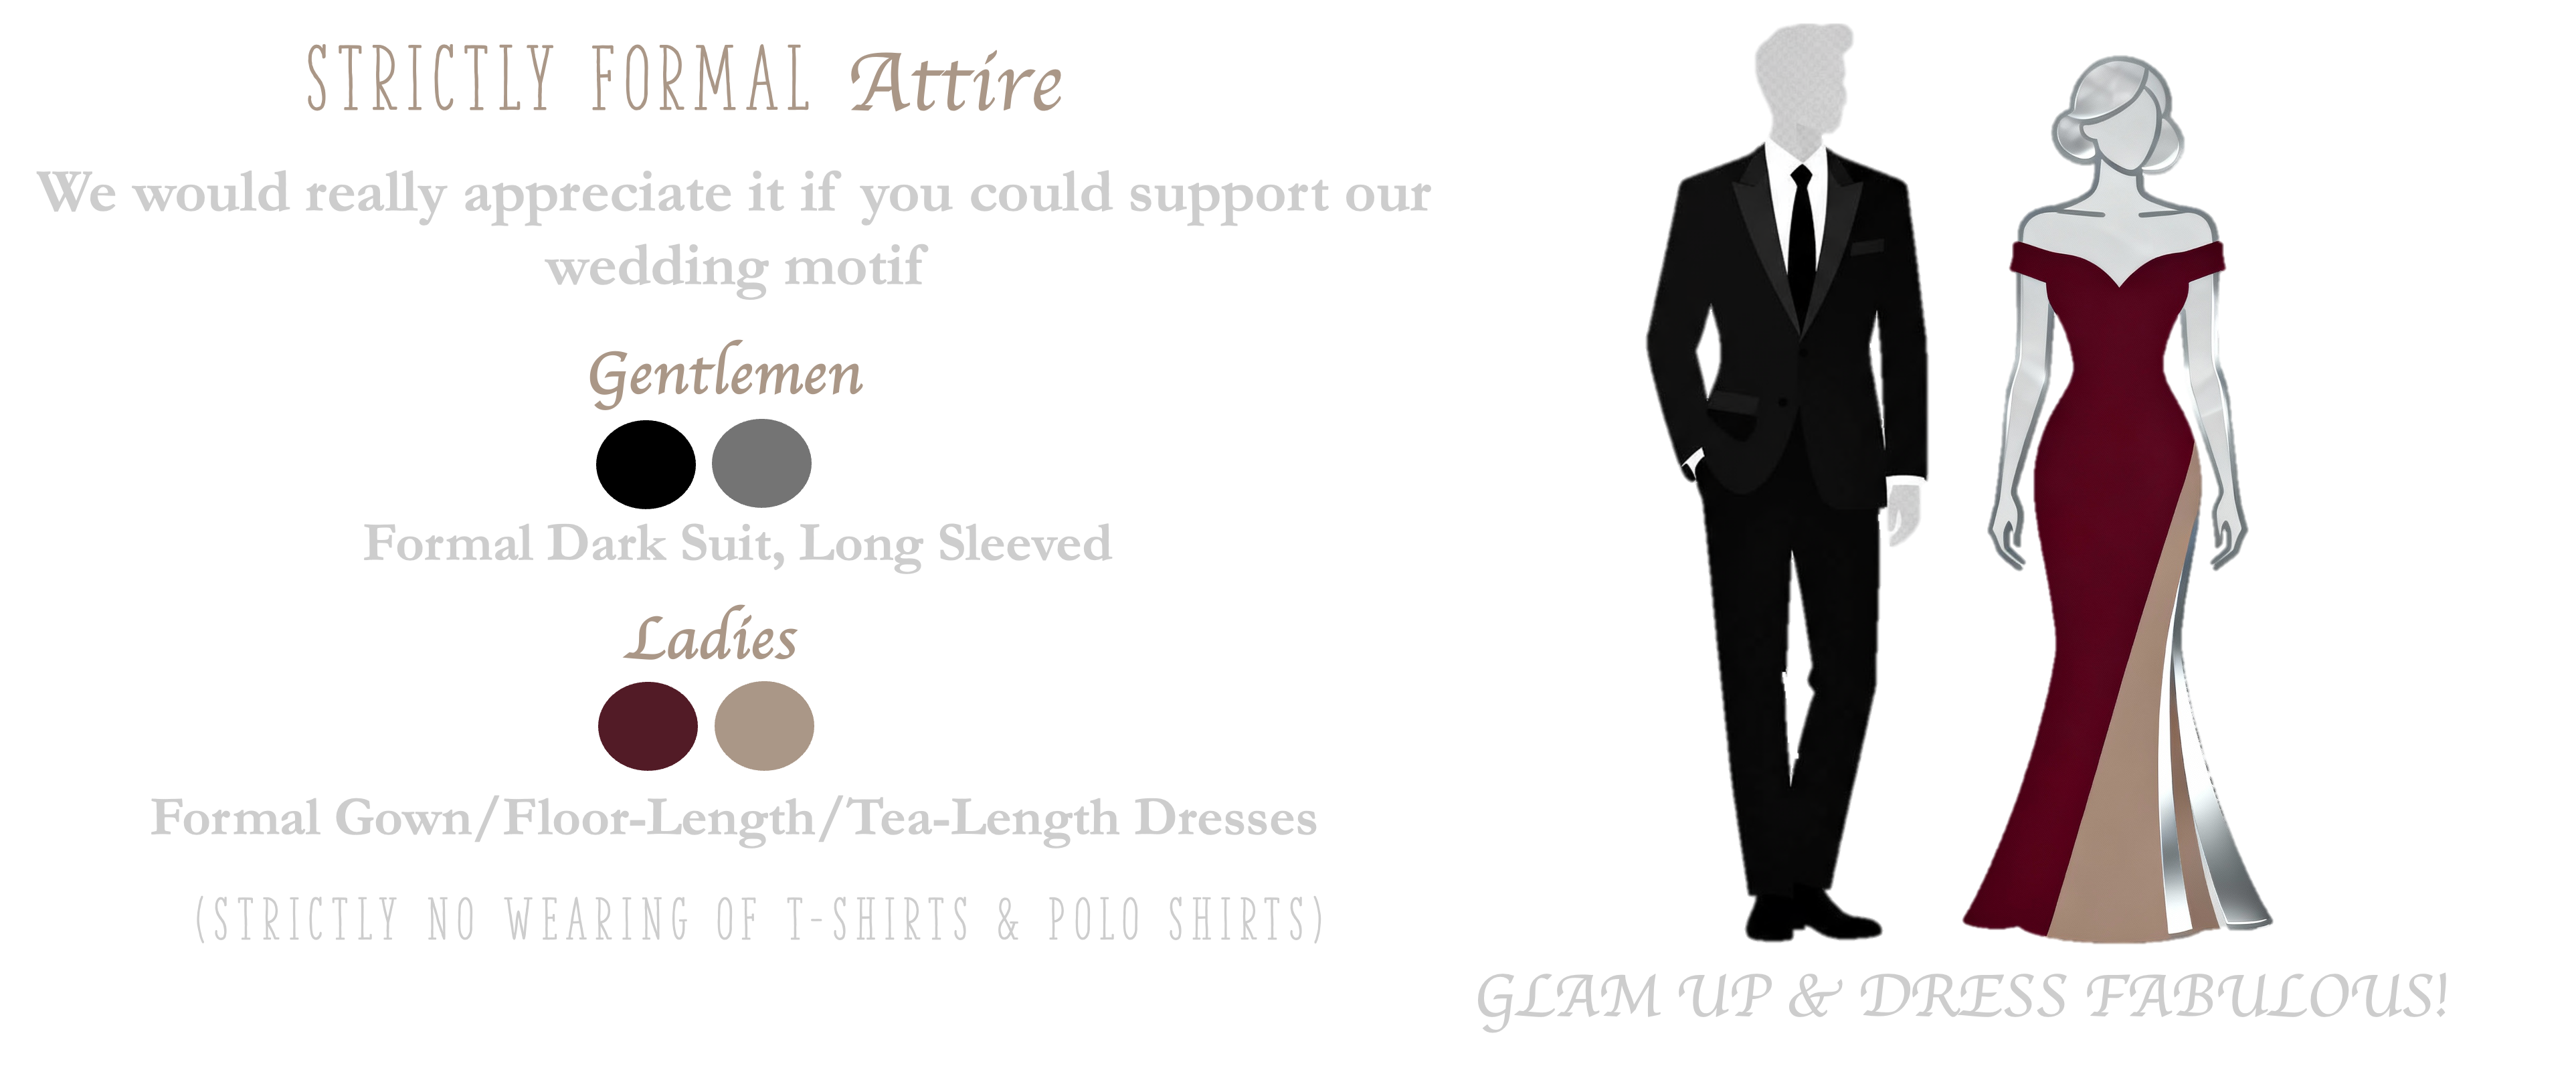 STRICTLY FORMAL Attire
We would really appreciate it if you could support our
wedding motif
Gentlemen
Formal Dark Suit, Long Sleeved
Ladies
Formal Gown/Floor-Length/Tea-Length Dresses
(STRICTLY NO WEARING OF T-SHIRTS & POLO SHIRTS)
GLAM UP & DRESS FABULOUS!